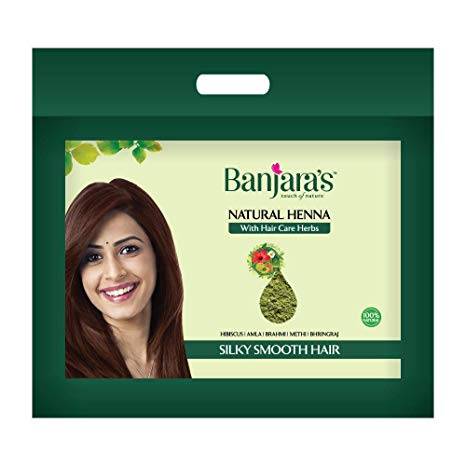 Banjara's™
touch of nature
NATURAL HENNA
With Hair Care Herbs
100%
NATURAL
HIBISCUS | AMLA | BRAHMI | METHI | BHRINGRAJ
SILKY SMOOTH HAIR